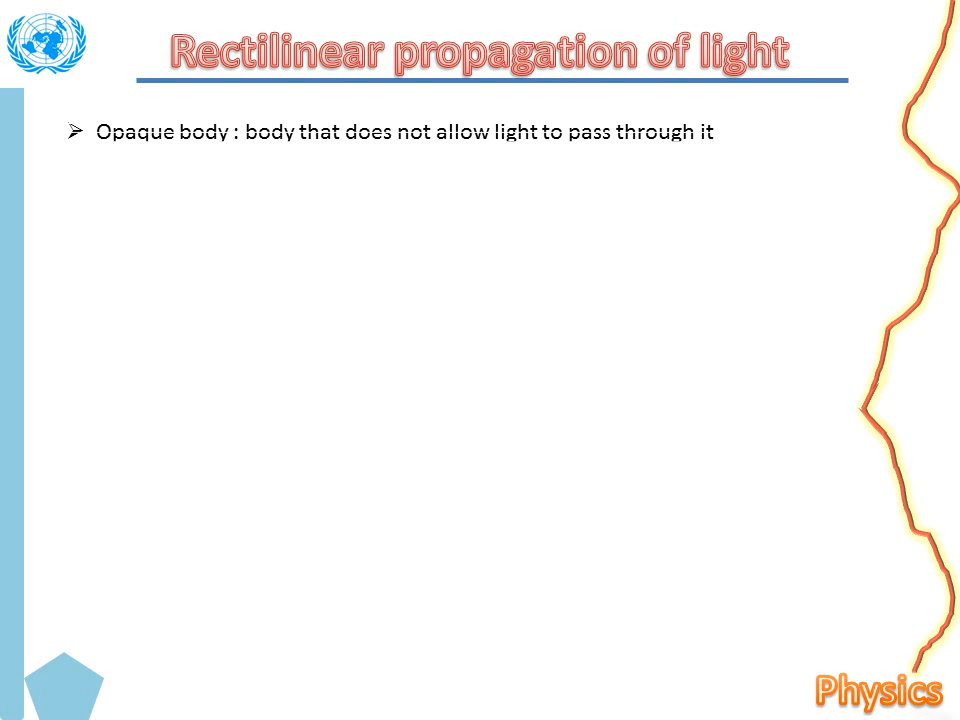 Rectilinear propagation of light
Opaque body : body that does not allow light to pass through it
Physics